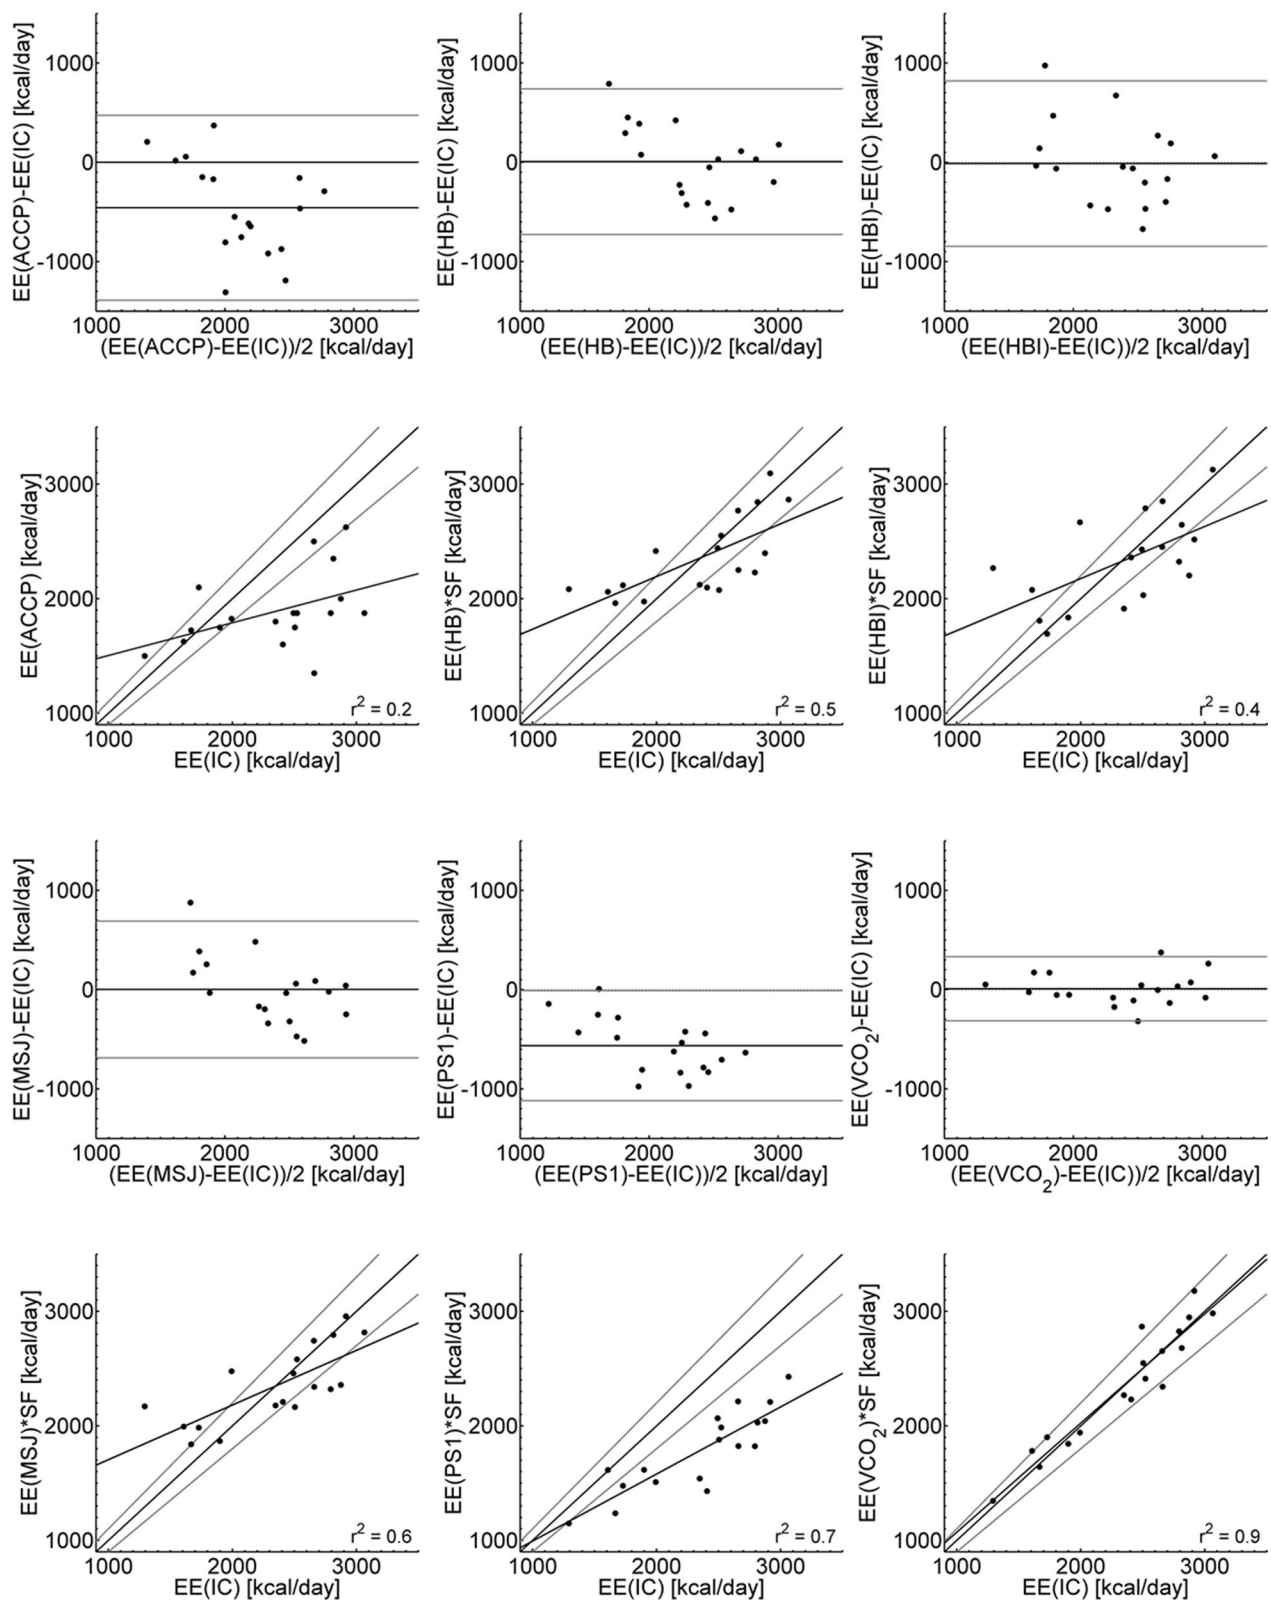 EE(ACCP)-EE(IC) [kcal/day]
1000
0
-1000
1000 2000 3000
(EE(ACCP)-EE(IC))/2 [kcal/day]
EE(HB)-EE(IC) [kcal/day]
1000
0
-1000
1000 2000 3000
(EE(HB)-EE(IC))/2 [kcal/day]
EE(HBI)-EE(IC) [kcal/day]
1000
0
-1000
1000 2000 3000
(EE(HBI)-EE(IC))/2 [kcal/day]
EE(ACCP) [kcal/day]
3000
2000
1000
r² = 0.2
1000 2000 3000
EE(IC) [kcal/day]
EE(HB)*SF [kcal/day]
3000
2000
1000
r² = 0.5
1000 2000 3000
EE(IC) [kcal/day]
EE(HBI)*SF [kcal/day]
3000
2000
1000
r² = 0.4
1000 2000 3000
EE(IC) [kcal/day]
EE(MSJ)-EE(IC) [kcal/day]
1000
0
-1000
1000 2000 3000
(EE(MSJ)-EE(IC))/2 [kcal/day]
EE(PS1)-EE(IC) [kcal/day]
1000
0
-1000
1000 2000 3000
(EE(PS1)-EE(IC))/2 [kcal/day]
EE(VCO₂)-EE(IC) [kcal/day]
1000
0
-1000
1000 2000 3000
(EE(VCO₂)-EE(IC))/2 [kcal/day]
EE(MSJ)*SF [kcal/day]
3000
2000
1000
r² = 0.6
1000 2000 3000
EE(IC) [kcal/day]
EE(PS1)*SF [kcal/day]
3000
2000
1000
r² = 0.7
1000 2000 3000
EE(IC) [kcal/day]
EE(VCO₂)*SF [kcal/day]
3000
2000
1000
r² = 0.9
1000 2000 3000
EE(IC) [kcal/day]